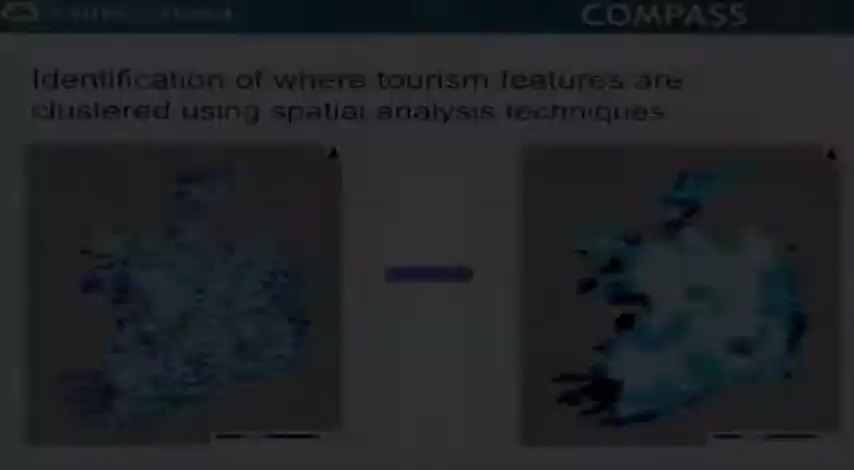 COMPASS
Identification of where tourism features are
clustered using spatial analysis techniques